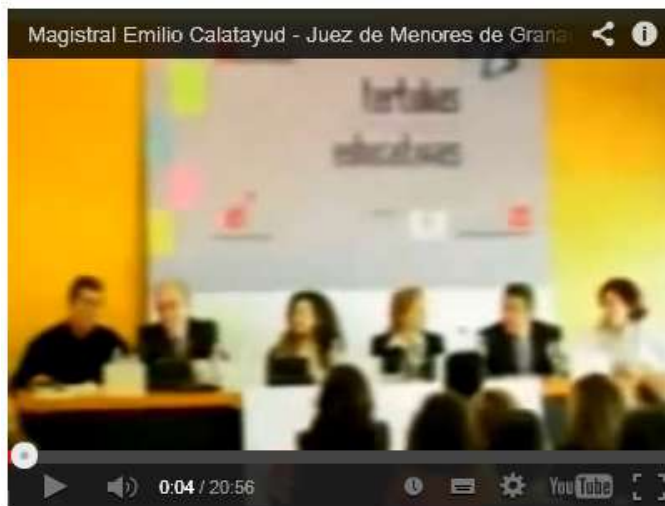 Magistral Emilio Calatayud - Juez de Menores de Grana
tertulias
educativas
0:04 / 20:56
YouTube